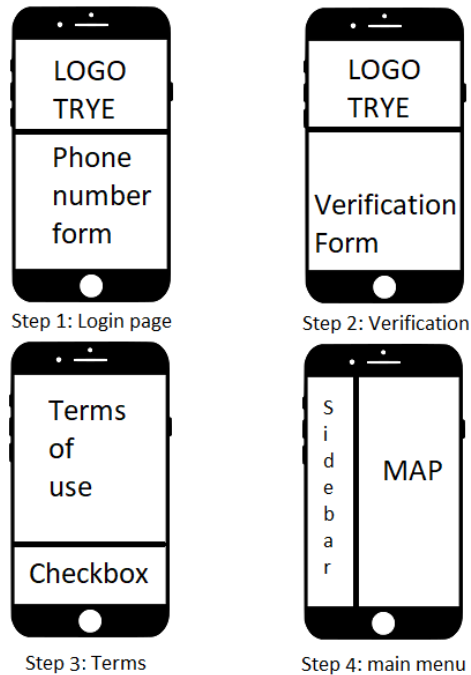 LOGO
TRYE
Phone
number
form
Step 1: Login page
LOGO
TRYE
Verification
Form
Step 2: Verification
Terms
of
use
Checkbox
Step 3: Terms
S
i
d
e
b
a
r
MAP
Step 4: main menu